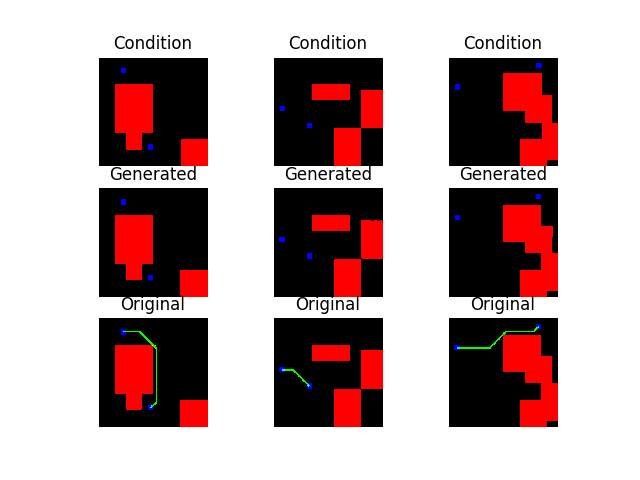 Condition Condition Condition
Generated Generated Generated
Original Original Original